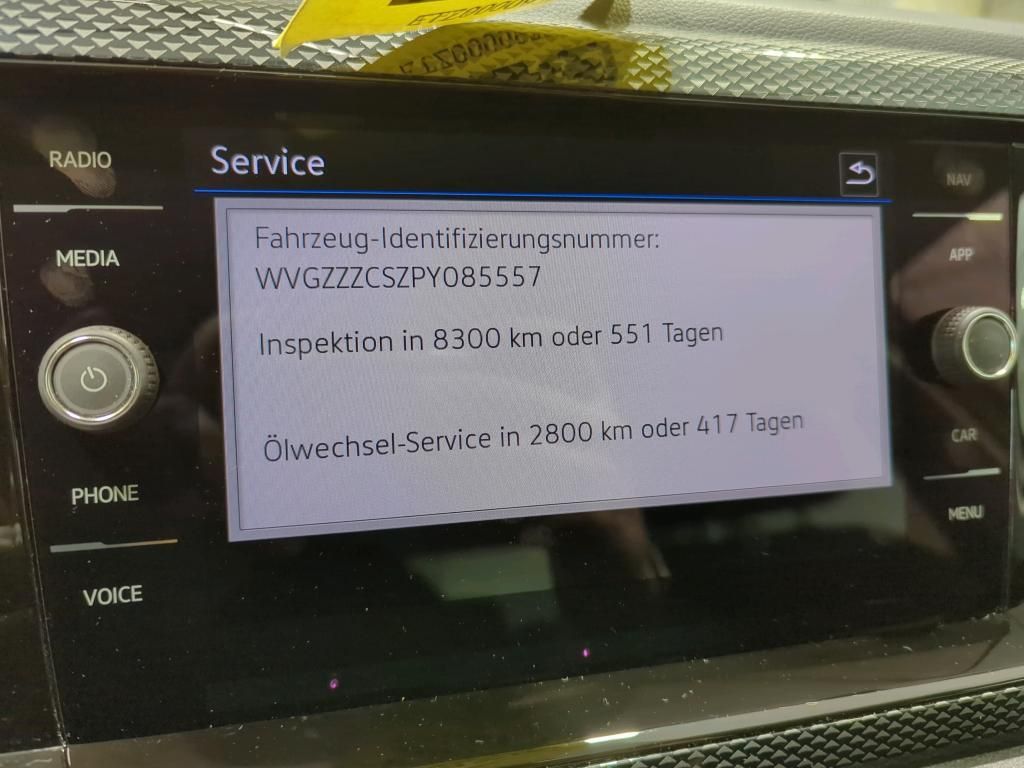 RADIO
MEDIA
PHONE
VOICE
Service
Fahrzeug-Identifizierungsnummer:
WVGZZZCSZPY085557
Inspektion in 8300 km oder 551 Tagen
Ölwechsel-Service in 2800 km oder 417 Tagen
NAV
APP
CAR
MENU